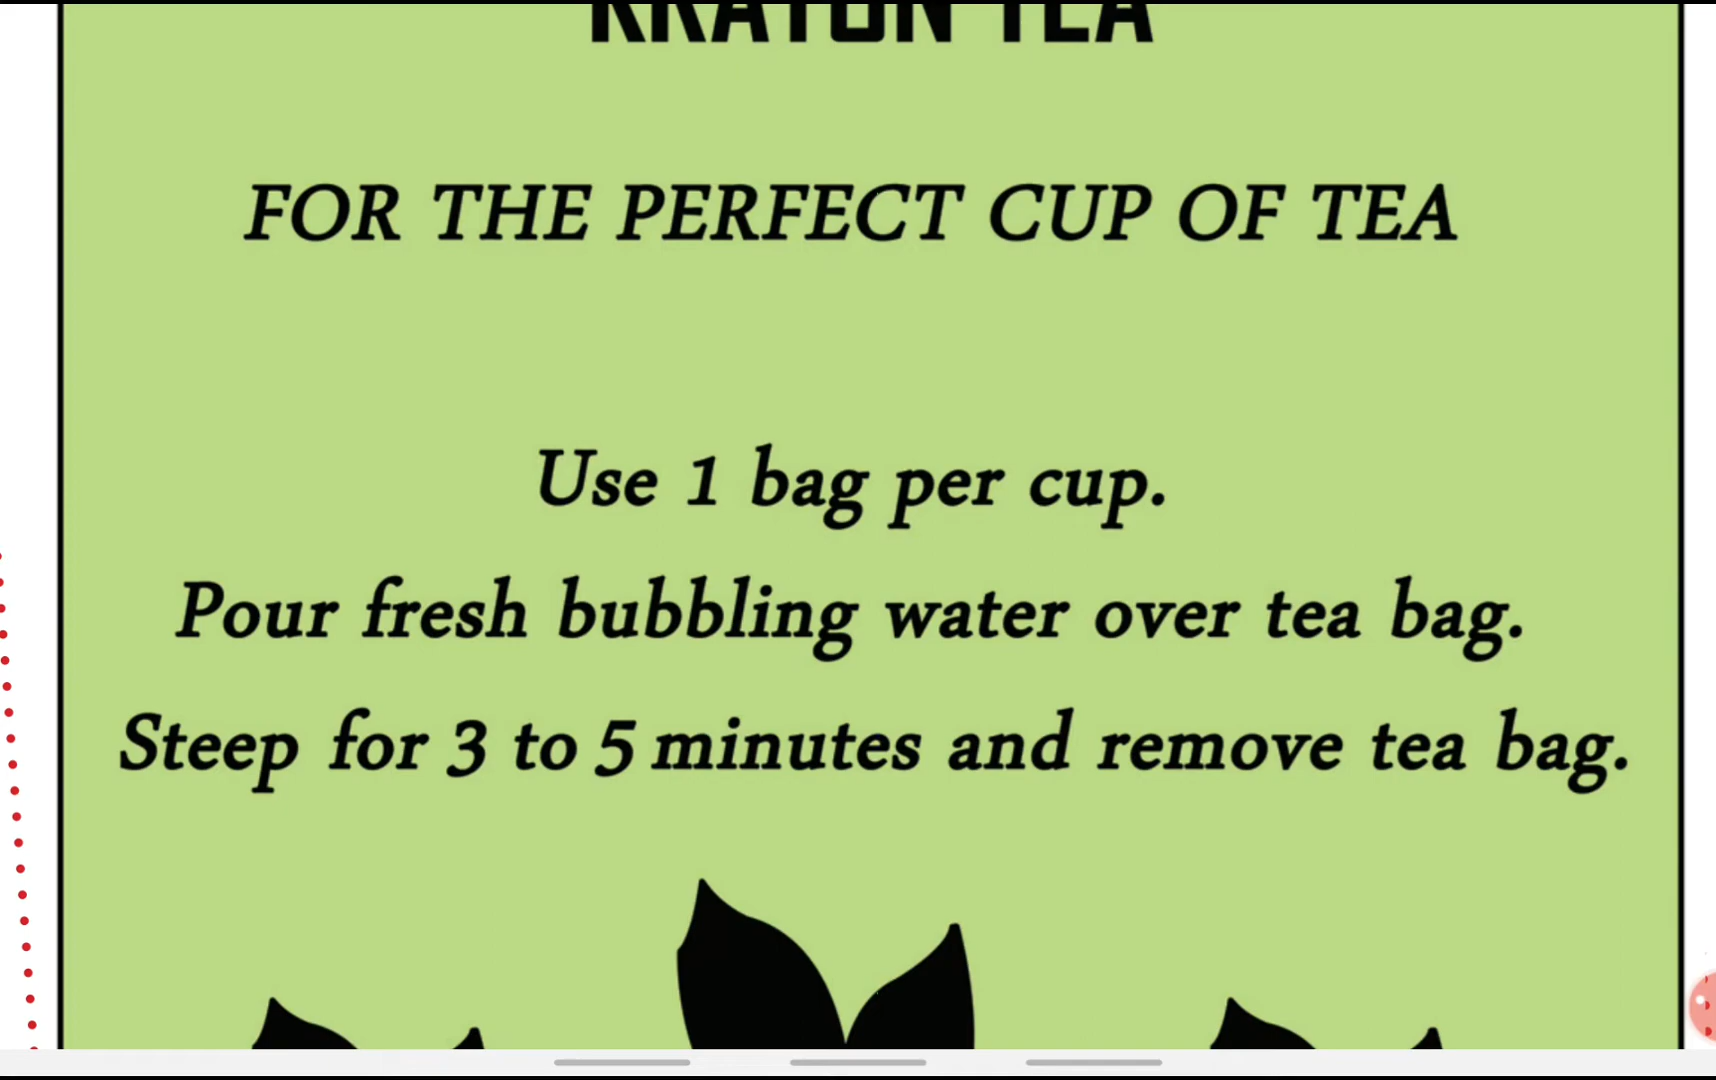 TEA
FOR THE PERFECT CUP OF TEA
Use 1 bag per cup.
Pour fresh bubbling water over tea bag.
Steep for 3 to 5 minutes and remove tea bag.